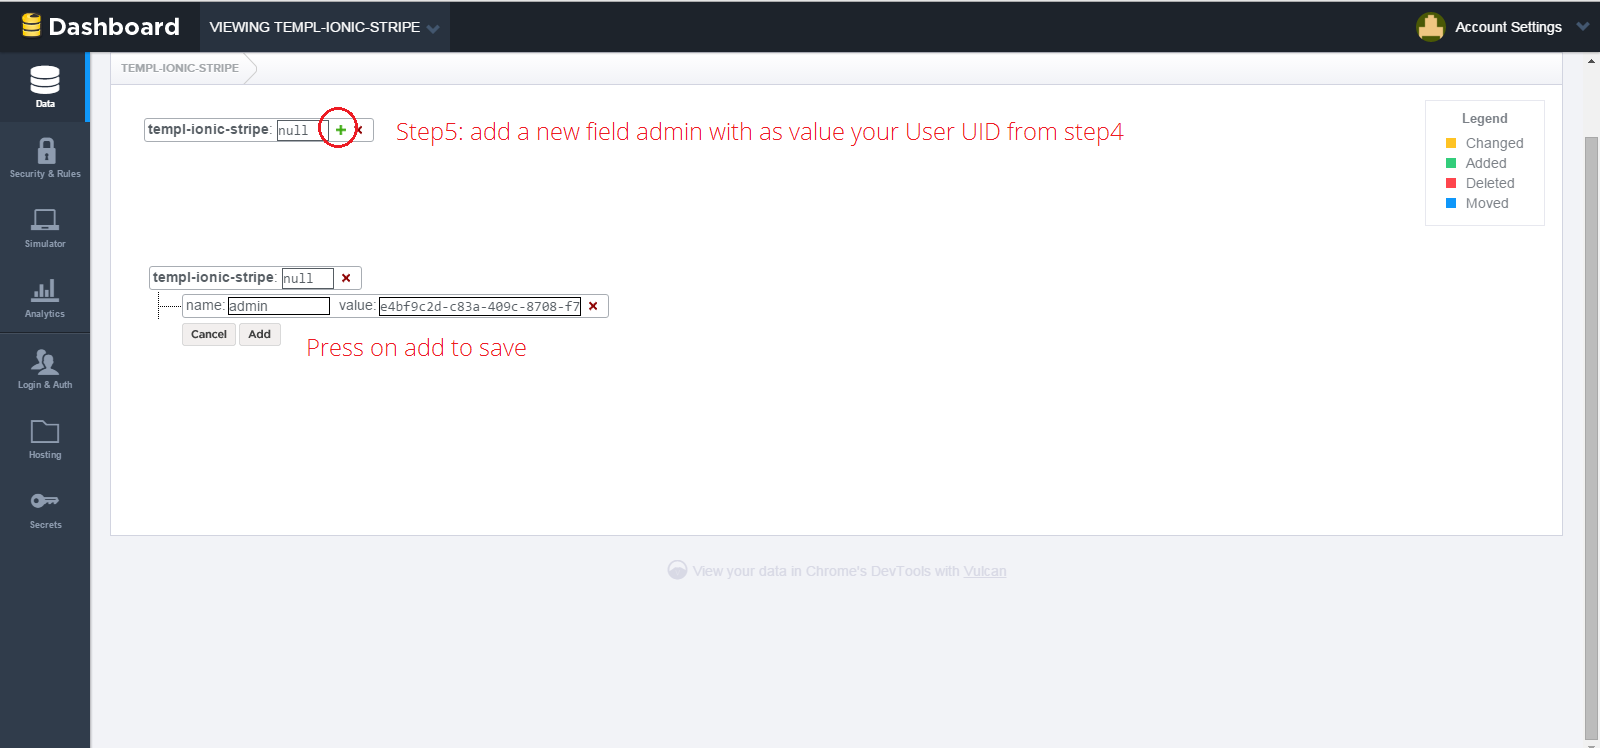 Dashboard
VIEWING TEMPL-IONIC-STRIPE
Account Settings
Data
Security & Rules
Simulator
Analytics
Login & Auth
Hosting
Secrets
TEMPL-IONIC-STRIPE
templ-ionic-stripe: null
Step5: add a new field admin with as value your User UID from step4
Legend
Changed
Added
Deleted
Moved
templ-ionic-stripe: null
name: admin value: e4bf9c2d-c83a-409c-8708-f7
Cancel Add
Press on add to save
View your data in Chrome's DevTools with Vulcan